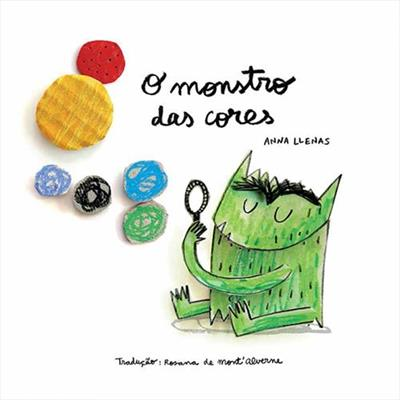 O monstro
das cores
ANNA LLENAS
Tradução: Rosana de Mont'Alverne